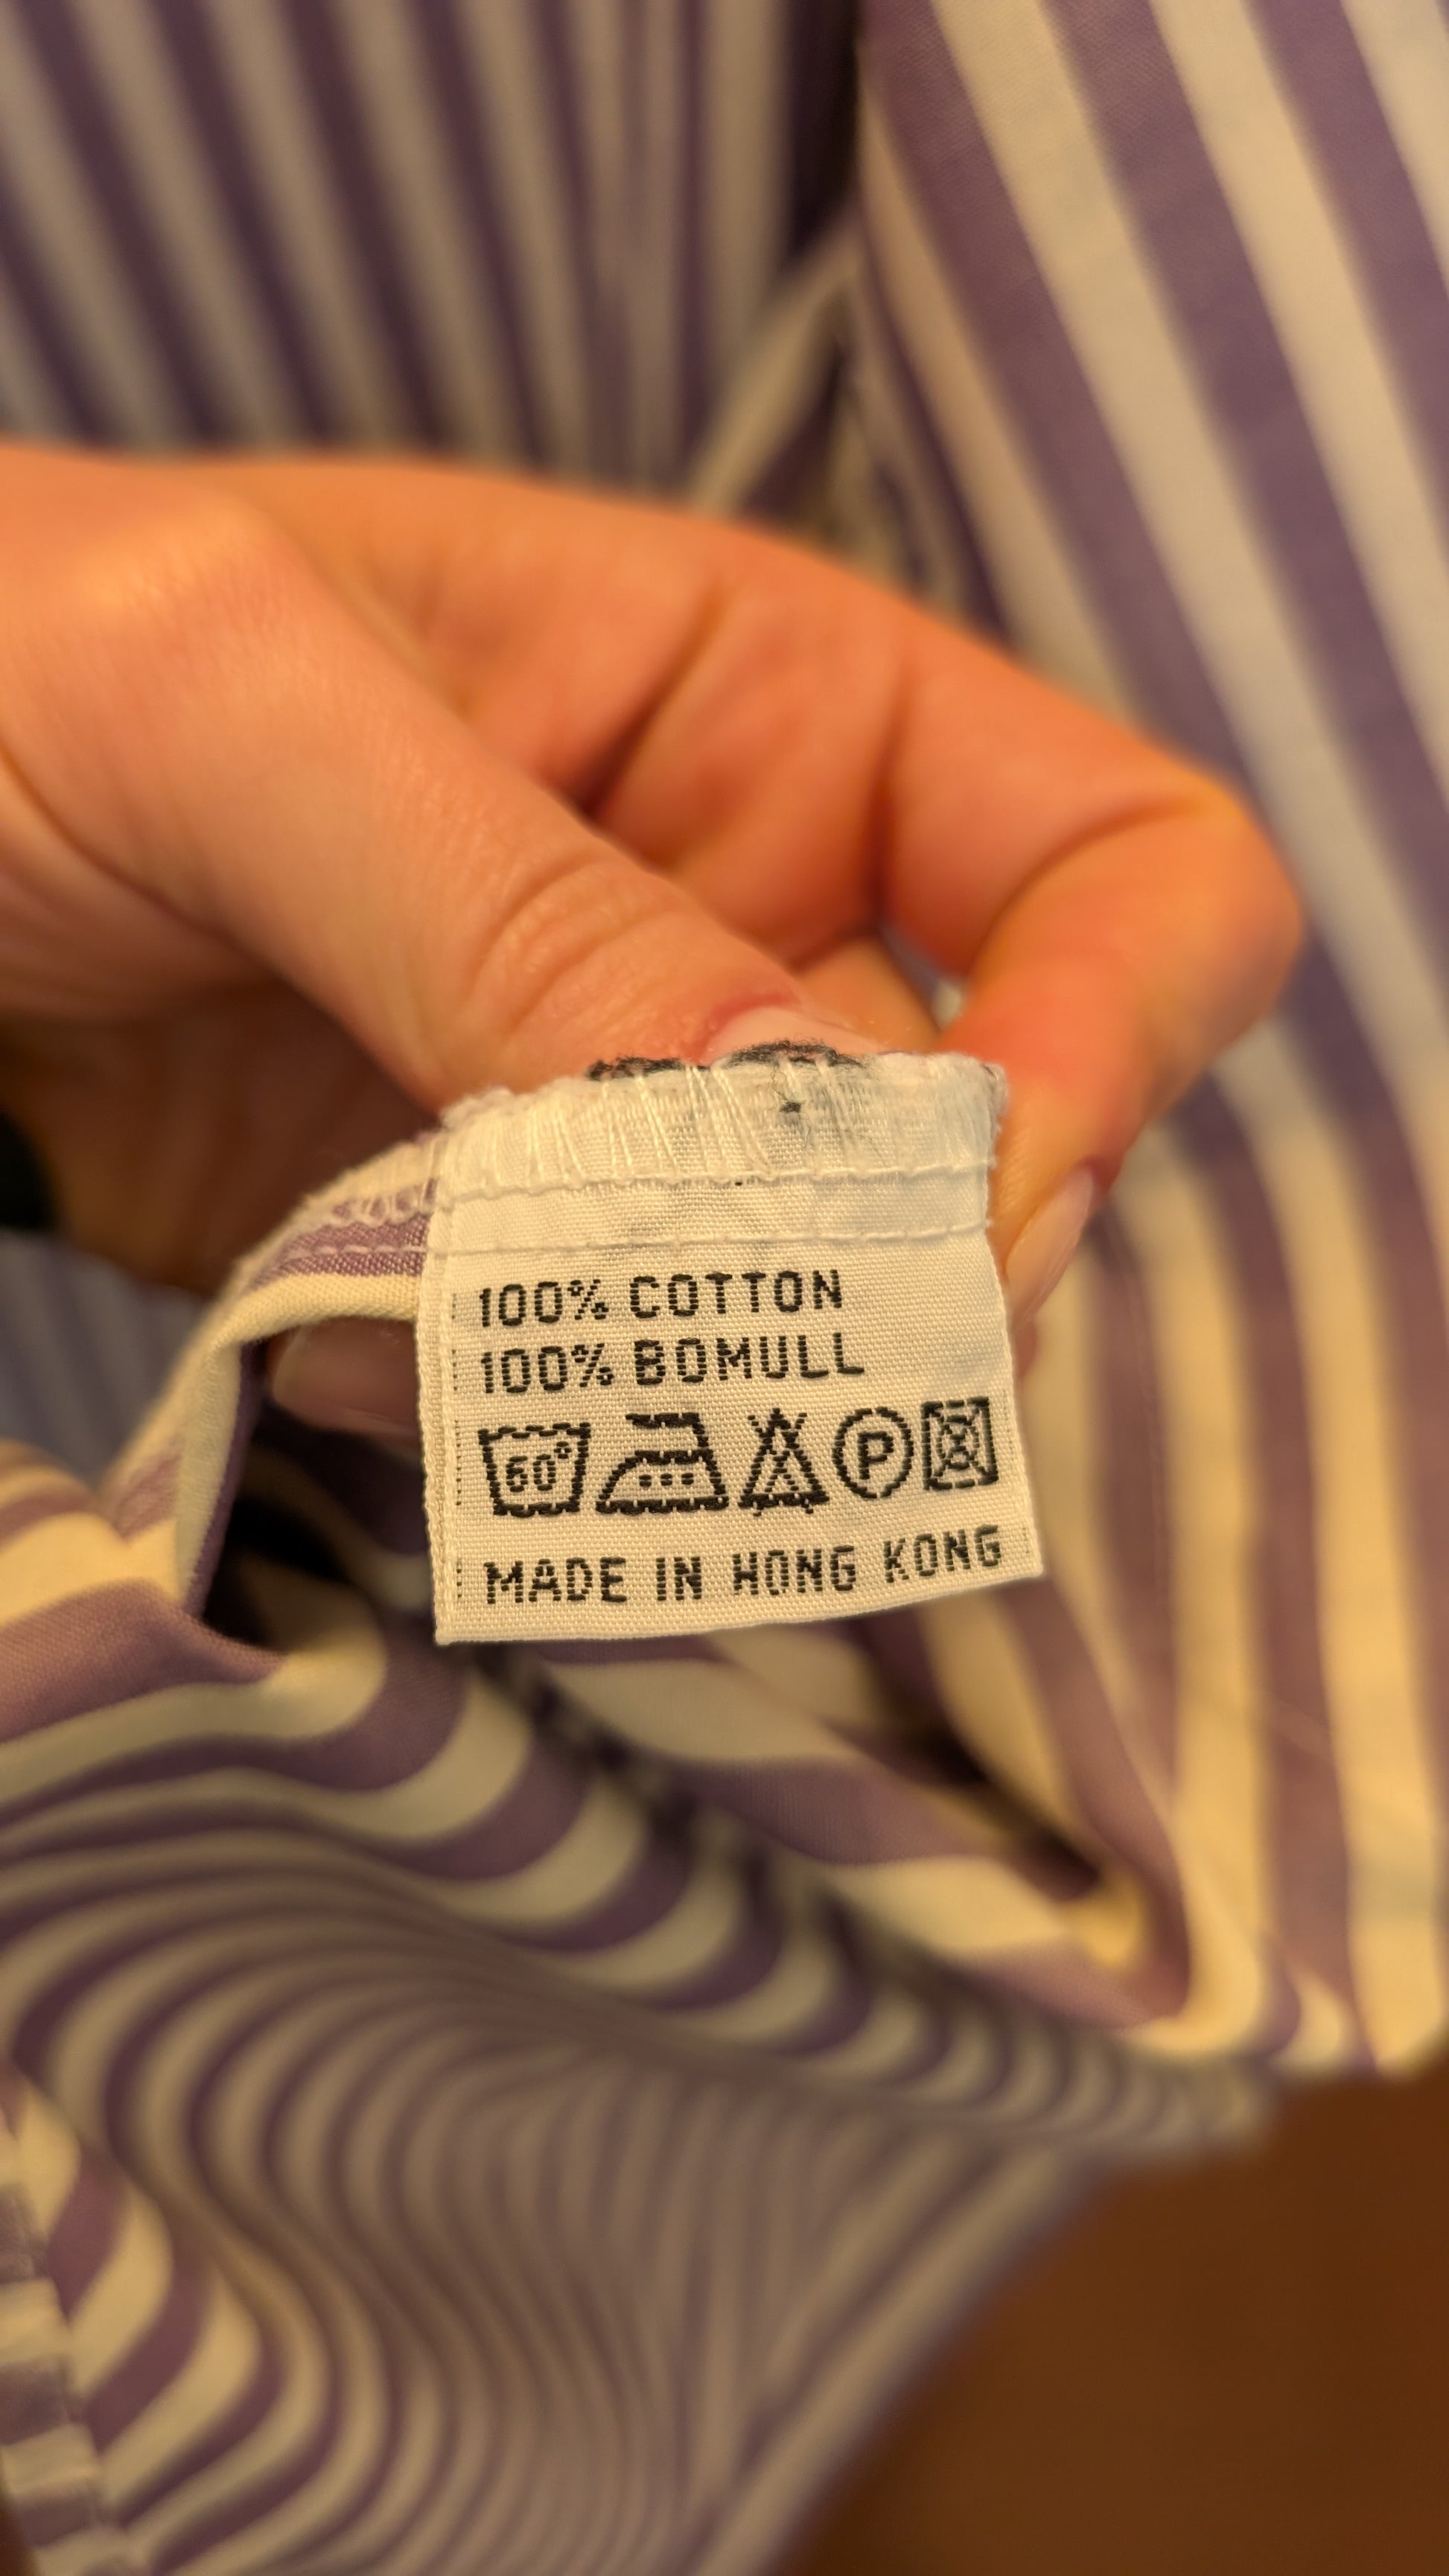 100% COTTON
100% BOMULL
60° P
MADE IN HONG KONG